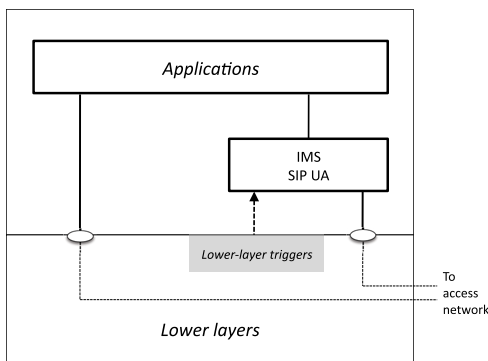 Applications
IMS
SIP UA
Lower-layer triggers
To
access
network
Lower layers